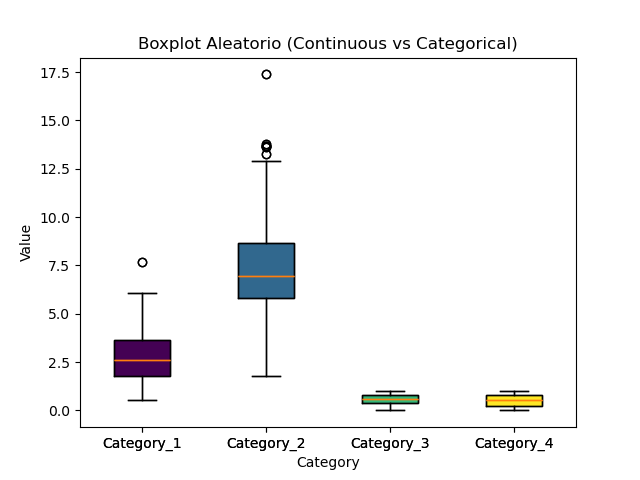 Boxplot Aleatorio (Continuous vs Categorical)
17.5
15.0
12.5
10.0
7.5
5.0
2.5
0.0
Value
Category_1 Category_2 Category_3 Category_4
Category